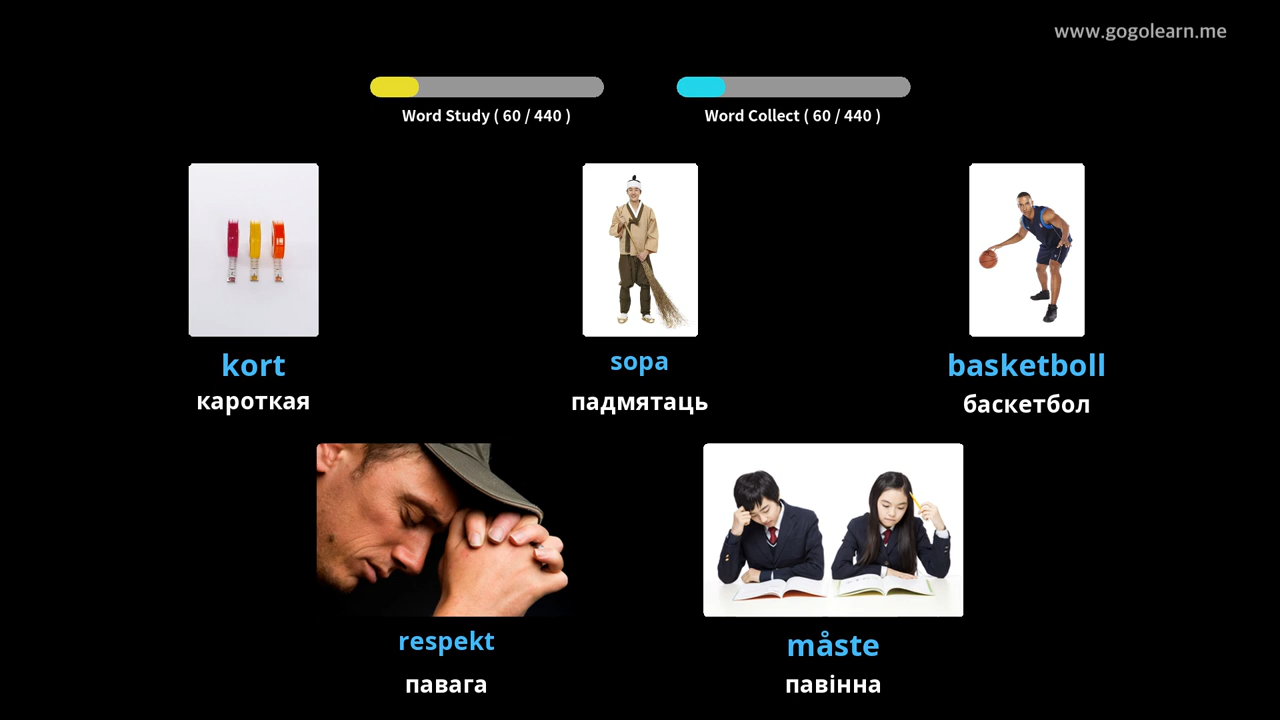 www.gogolearn.me
Word Study ( 60 / 440 )
Word Collect ( 60 / 440 )
kort
кароткая
sopa
падмятаць
basketboll
баскетбол
respekt
павага
måste
павінна